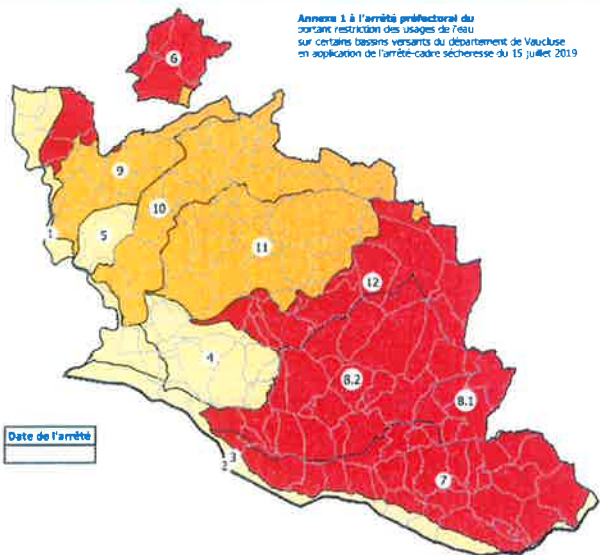 Annexe 1 à l'arrêté préfectoral du
portant restriction des usages de l'eau
sur certains bassins versants du département de Vaucluse
en application de l'arrêté-cadre sécheresse du 15 juillet 2019
6
9
10
1
5
11
12
4
8.2
8.1
Date de l'arrêté
3
2
7